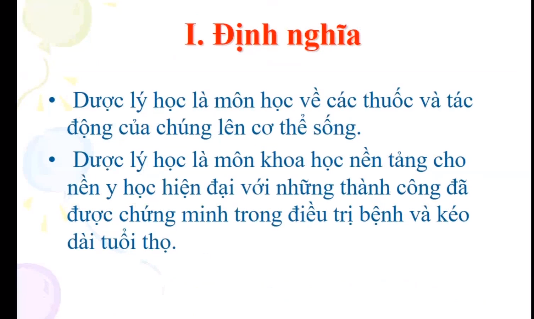 I. Định nghĩa
• Dược lý học là môn học về các thuốc và tác
động của chúng lên cơ thể sống.
• Dược lý học là môn khoa học nền tảng cho
nền y học hiện đại với những thành công đã
được chứng minh trong điều trị bệnh và kéo
dài tuổi thọ.